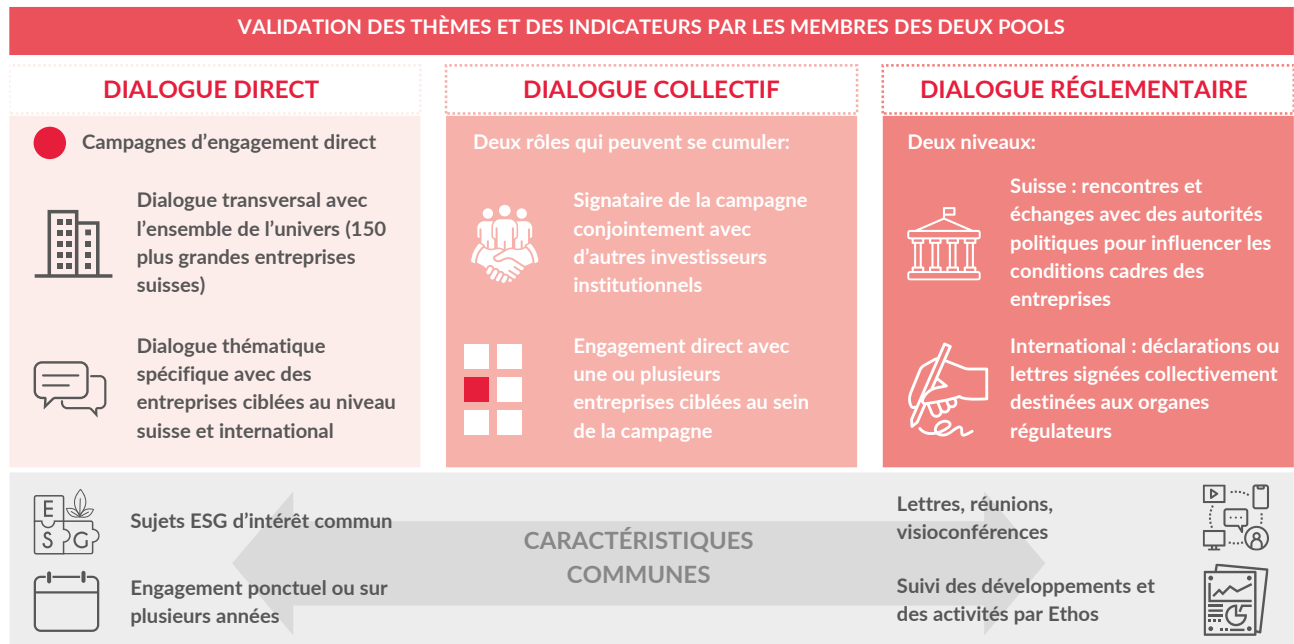 VALIDATION DES THÈMES ET DES INDICATEURS PAR LES MEMBRES DES DEUX POOLS
DIALOGUE DIRECT
Campagnes d’engagement direct
Dialogue transversal avec
l’ensemble de l’univers (150
plus grandes entreprises
suisses)
Dialogue thématique
spécifique avec des
entreprises ciblées au niveau
suisse et international
DIALOGUE COLLECTIF
Deux rôles qui peuvent se cumuler:
Signataire de la campagne
conjointement avec
d’autres investisseurs
institutionnels
Engagement direct avec
une ou plusieurs
entreprises ciblées au sein
de la campagne
DIALOGUE RÉGLEMENTAIRE
Deux niveaux:
Suisse : rencontres et
échanges avec des autorités
politiques pour influencer les
conditions cadres des
entreprises
International : déclarations ou
lettres signées collectivement
destinées aux organes
régulateurs
E
S G
Sujets ESG d’intérêt commun
Engagement ponctuel ou sur
plusieurs années
CARACTÉRISTIQUES
COMMUNES
Lettres, réunions,
visioconférences
Suivi des développements et
des activités par Ethos